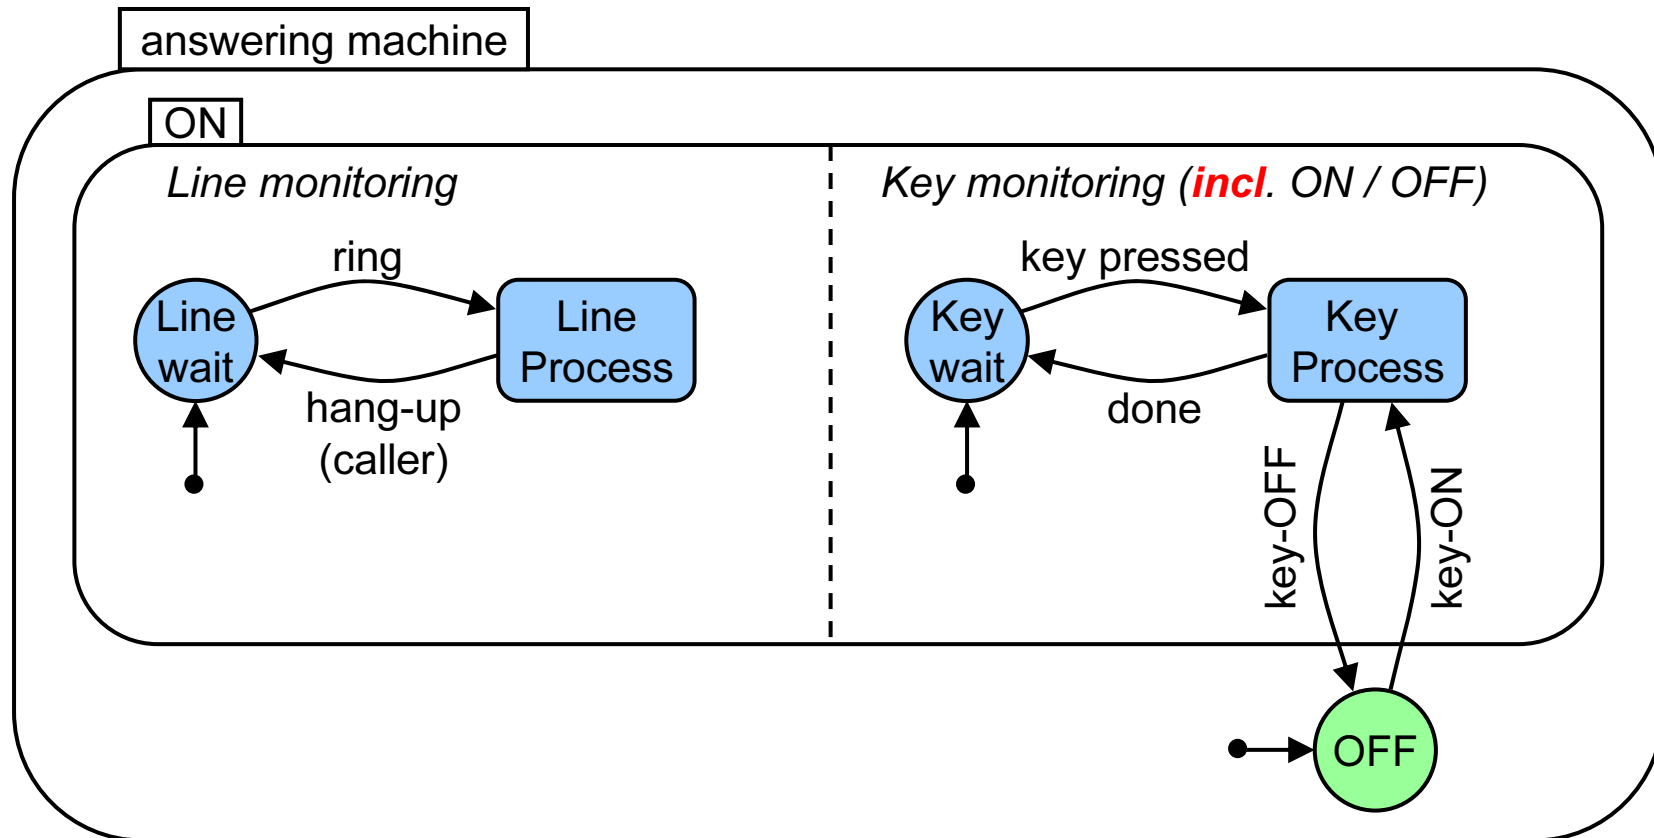 answering machine
ON
Line monitoring
Key monitoring (incl. ON / OFF)
ring
Line
wait
Line
Process
hang-up
(caller)
key pressed
Key
wait
Key
Process
done
key-OFF
key-ON
OFF